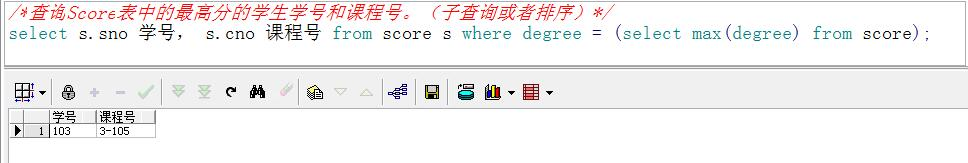 /*查询Score表中的最高分的学生学号和课程号。（子查询或者排序）*/
select s.sno 学号， s.cno 课程号 from score s where degree = (select max(degree) from score);
学号 课程号
1 103 3-105